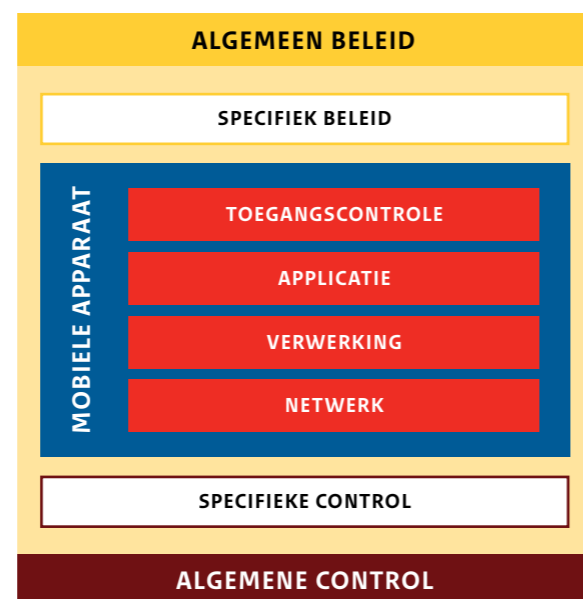 ALGEMEEN BELEID
SPECIFIEK BELEID
MOBIELE APPARAAT
TOEGANGSCONTROLE
APPLICATIE
VERWERKING
NETWERK
SPECIFIEKE CONTROL
ALGEMENE CONTROL